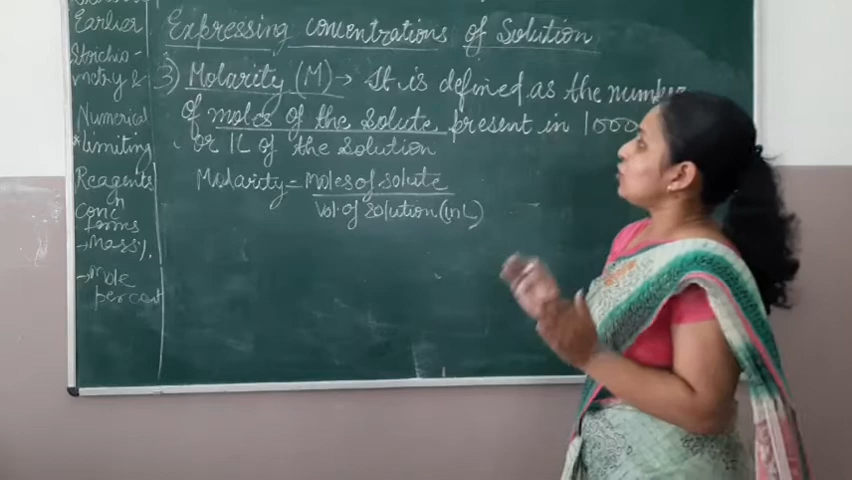 Earlier
Stoichio-
metry &
Numerical
*limiting
Reagents
Conc
forms
→Mass%
→Mole
percent
Expressing concentrations of Solution
3) Molarity (M) → It is defined as the number
of moles of the solute, present in 1000
or 1L of the solution
Molarity = moles of solute
Vol. of solution (in L)